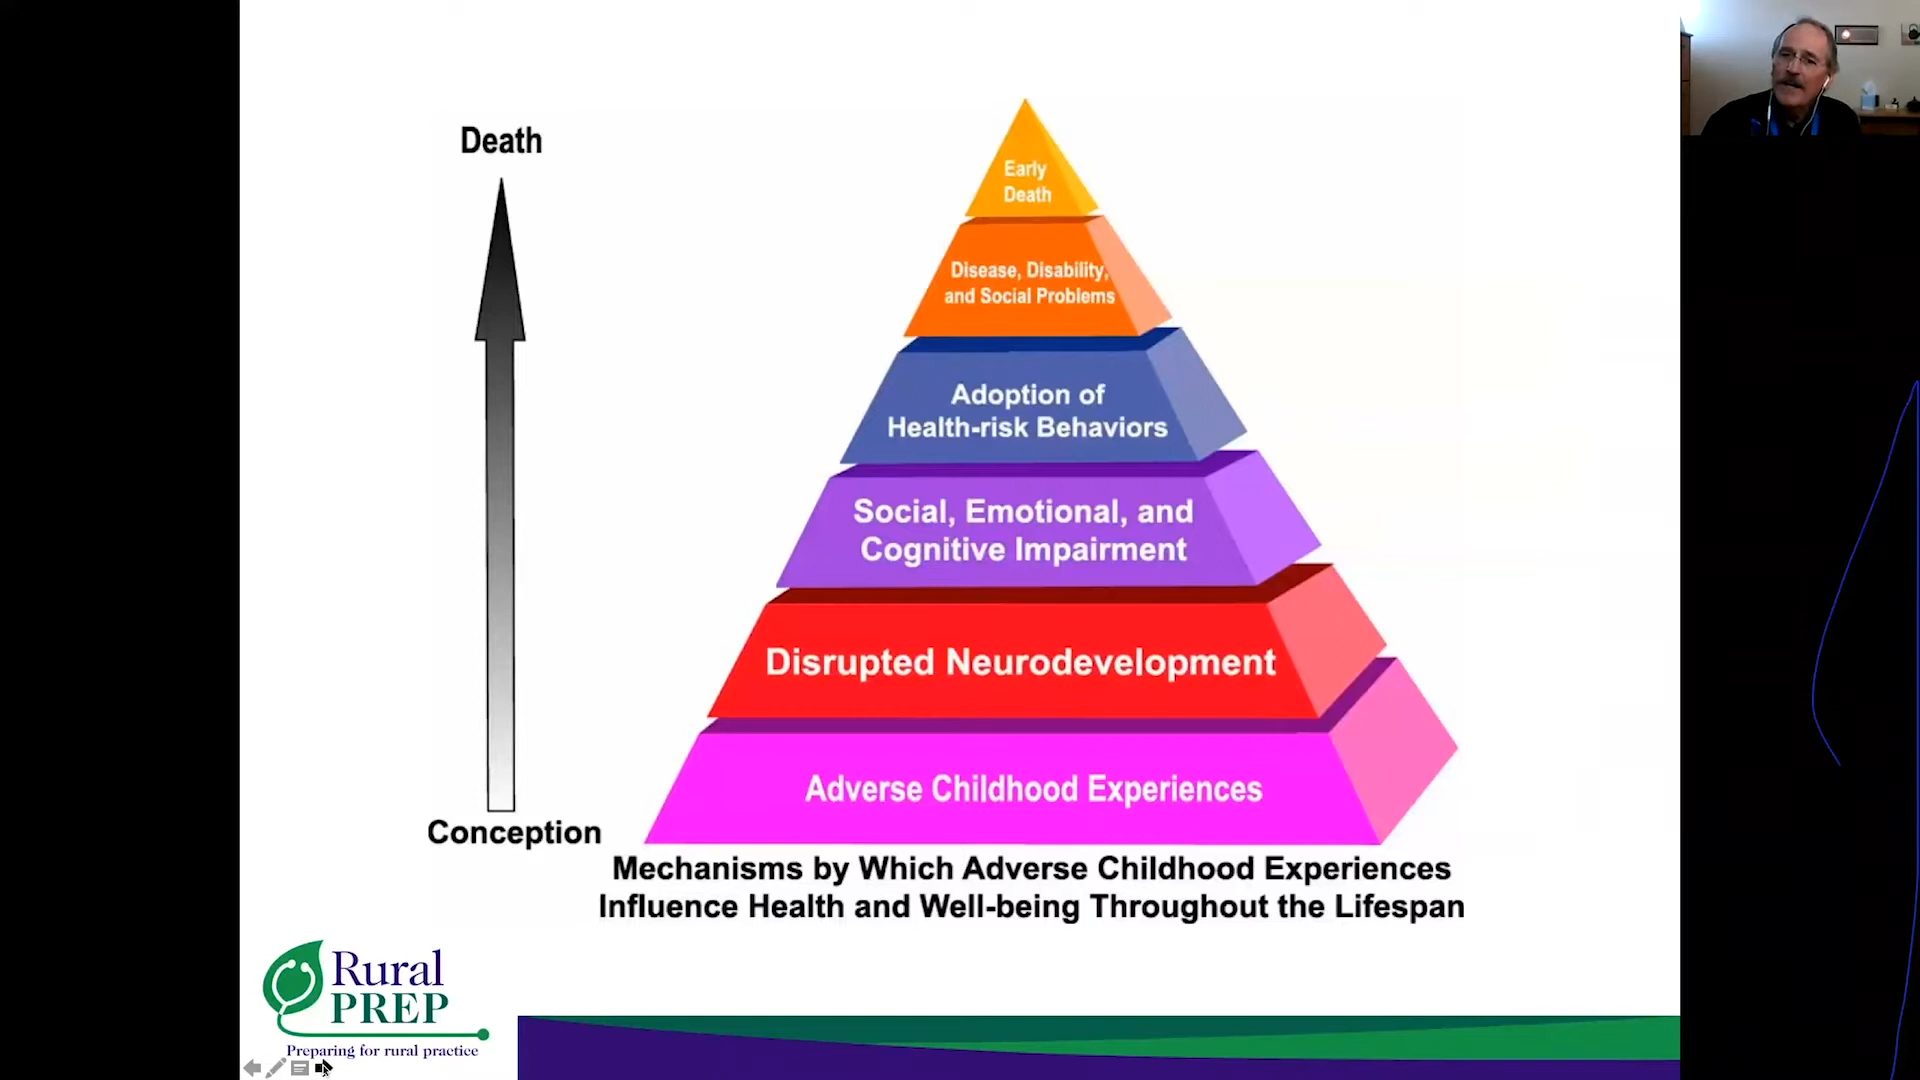 Death
Early
Death
Disease, Disability,
and Social Problems
Adoption of
Health-risk Behaviors
Social, Emotional, and
Cognitive Impairment
Disrupted Neurodevelopment
Adverse Childhood Experiences
Conception
Mechanisms by Which Adverse Childhood Experiences
Influence Health and Well-being Throughout the Lifespan
Rural
PREP
Preparing for rural practice